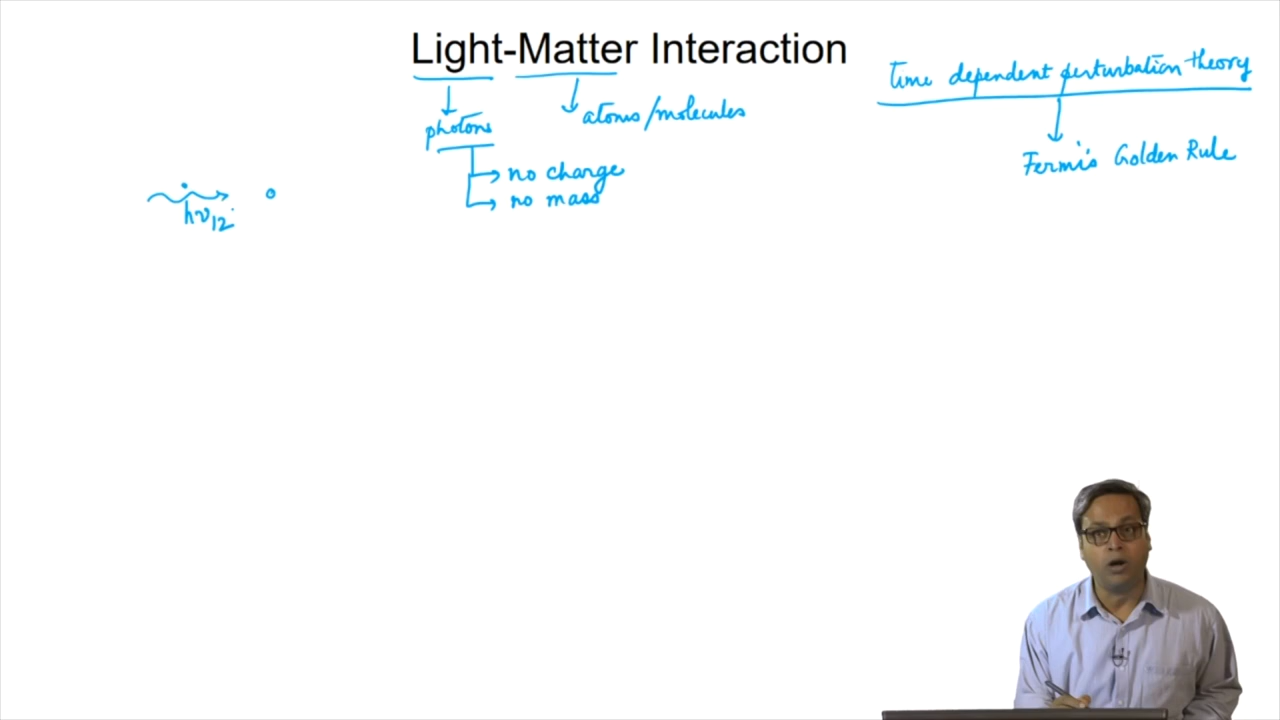 Light-Matter Interaction
time dependent perturbation theory
photons
atoms/molecules
Fermi's Golden Rule
no charge
no mass
hν12